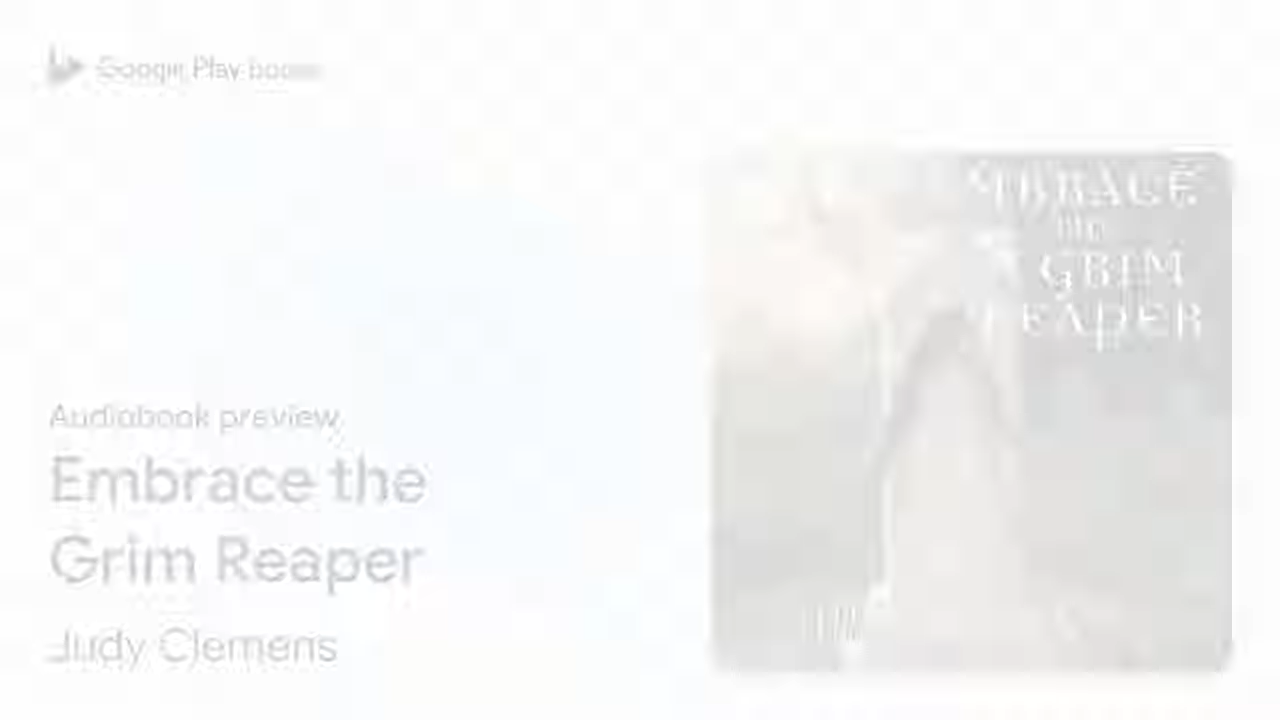 Google Play books
Audiobook preview
Embrace the
Grim Reaper
Judy Clemens
EMBRACE
THE
GRIM
REAPER